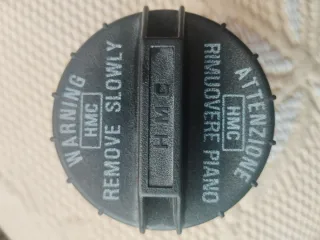 WARNING
HMC
REMOVE SLOWLY
HMC
RIMUOVERE PIANO
HMC
ATTENZIONE